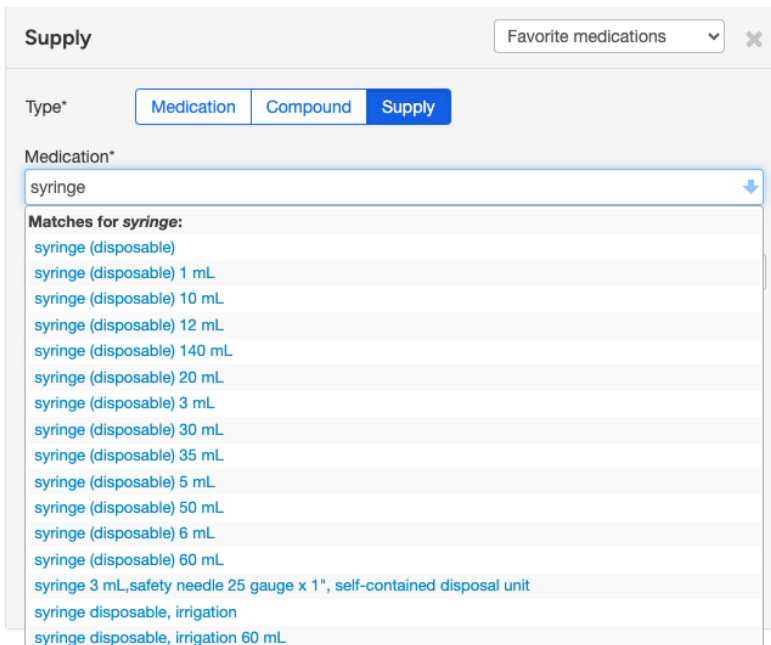 Supply
Favorite medications
Type*
Medication
Compound
Supply
Medication*
syringe
Matches for syringe:
syringe (disposable)
syringe (disposable) 1 mL
syringe (disposable) 10 mL
syringe (disposable) 12 mL
syringe (disposable) 140 mL
syringe (disposable) 20 mL
syringe (disposable) 3 mL
syringe (disposable) 30 mL
syringe (disposable) 35 mL
syringe (disposable) 5 mL
syringe (disposable) 50 mL
syringe (disposable) 6 mL
syringe (disposable) 60 mL
syringe 3 mL,safety needle 25 gauge x 1", self-contained disposal unit
syringe disposable, irrigation
syringe disposable, irrigation 60 mL